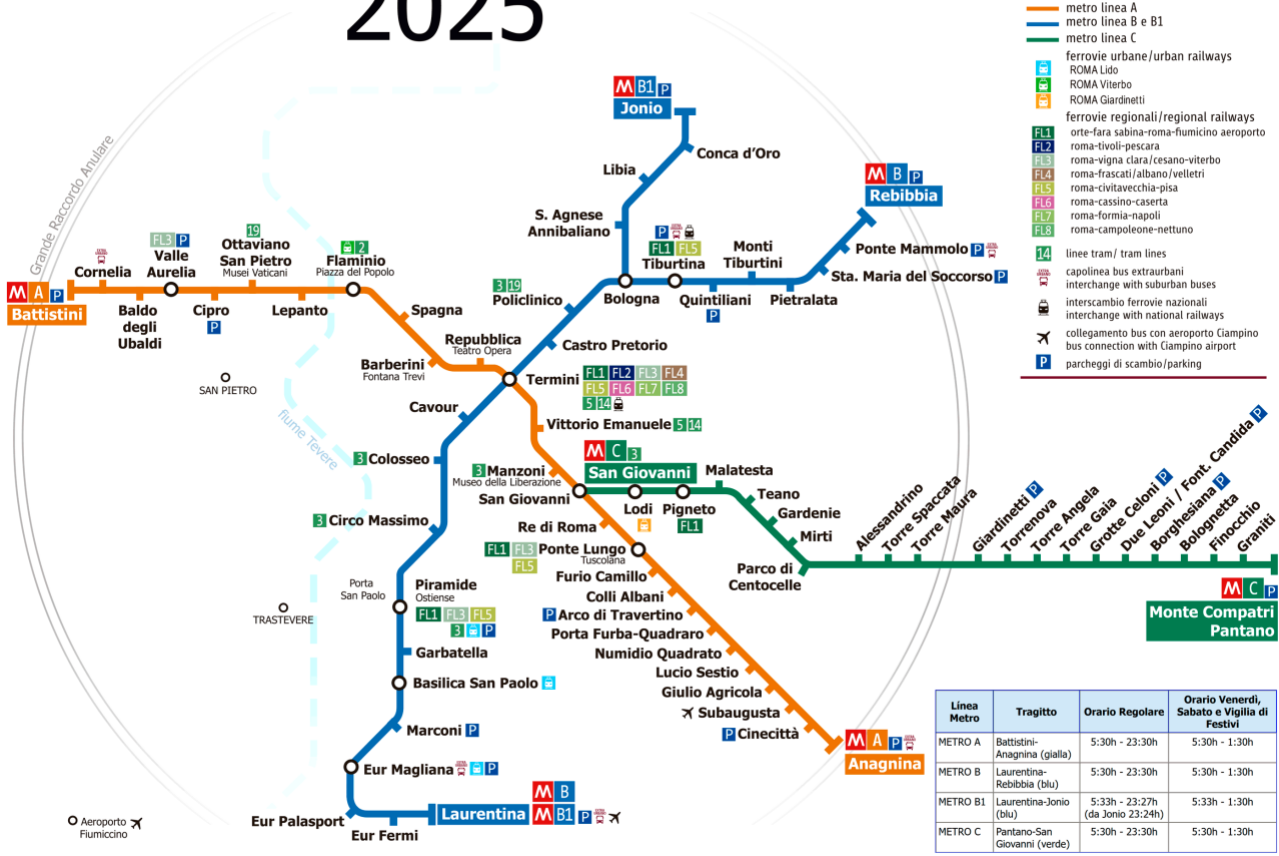 2025
metro linea A
metro linea B e B1
metro linea C
ferrovie urbane/urban railways
ROMA Lido
ROMA Viterbo
ROMA Giardinetti
ferrovie regionali/regional railways
FL1 orte-fara sabina-roma-fiumicino aeroporto
FL2 roma-tivoli-pescara
FL3 roma-vigna clara/cesano-viterbo
FL4 roma-frascati/albano/velletri
FL5 roma-civitavecchia-pisa
FL6 roma-cassino-caserta
FL7 roma-formia-napoli
FL8 roma-campoleone-nettuno
14 linee tram/ tram lines
capolinea bus extraurbani
interchange with suburban buses
interscambio ferrovie nazionali
interchange with national railways
collegamento bus con aeroporto Ciampino
bus connection with Ciampino airport
P parcheggi di scambio/parking
Grande Raccordo Anulare
M B1 P
Jonio
Conca d'Oro
Libia
S. Agnese
Annibaliano
M B P
Rebibbia
Ponte Mammolo P
Sta. Maria del Soccorso P
Pietralata
Monti
Tiburtini
Quintiliani
P
P
FL1 FL5
Tiburtina
Bologna
3 19
Policlinico
Castro Pretorio
M A P
Battistini
Cornelia
Baldo
degli
Ubaldi
FL3 P
Valle
Aurelia
Cipro
P
19
Ottaviano
San Pietro
Musei Vaticani
Lepanto
2
Flaminio
Piazza del Popolo
Spagna
Barberini
Fontana Trevi
Repubblica
Teatro Opera
Termini
FL1 FL2 FL3 FL4
FL5 FL6 FL7 FL8
5 14
SAN PIETRO
fiume Tevere
Cavour
Vittorio Emanuele 5 14
3 Colosseo
3 Manzoni
Museo della Liberazione
San Giovanni
M C 3
San Giovanni
Lodi
Pigneto
FL1
Malatesta
Teano
Gardenie
Mirti
Parco di
Centocelle
Alessandrino
Torre Spaccata
Torre Maura
Giardinetti P
Torrenova
Torre Angela
Torre Gaia
Grotte Celoni P
Due Leoni / Font. Candida P
Borghesiana P
Bolognetta
Finocchio
Graniti
M C P
Monte Compatri
Pantano
3 Circo Massimo
Re di Roma
FL1 FL3 Ponte Lungo
FL5 Tuscolana
Furio Camillo
Colli Albani
P Arco di Travertino
Porta Furba-Quadraro
Numidio Quadrato
Lucio Sestio
Giulio Agricola
Subaugusta
P Cinecittà
M A P
Anagnina
Porta
San Paolo
Piramide
Ostiense
FL1 FL3 FL5
3 P
TRASTEVERE
Garbatella
Basilica San Paolo
Marconi P
Eur Magliana P
Eur Palasport
Eur Fermi
Laurentina
M B
M B1 P
Aeroporto
Fiumiccino
Línea Metro Tragitto Orario Regolare Orario Venerdì, Sabato e Vigilia di Festivi
METRO A Battistini-Anagnina (gialla) 5:30h - 23:30h 5:30h - 1:30h
METRO B Laurentina-Rebibbia (blu) 5:30h - 23:30h 5:30h - 1:30h
METRO B1 Laurentina-Jonio (blu) 5:33h - 23:27h (da Jonio 23:24h) 5:33h - 1:30h
METRO C Pantano-San Giovanni (verde) 5:30h - 23:30h 5:30h - 1:30h